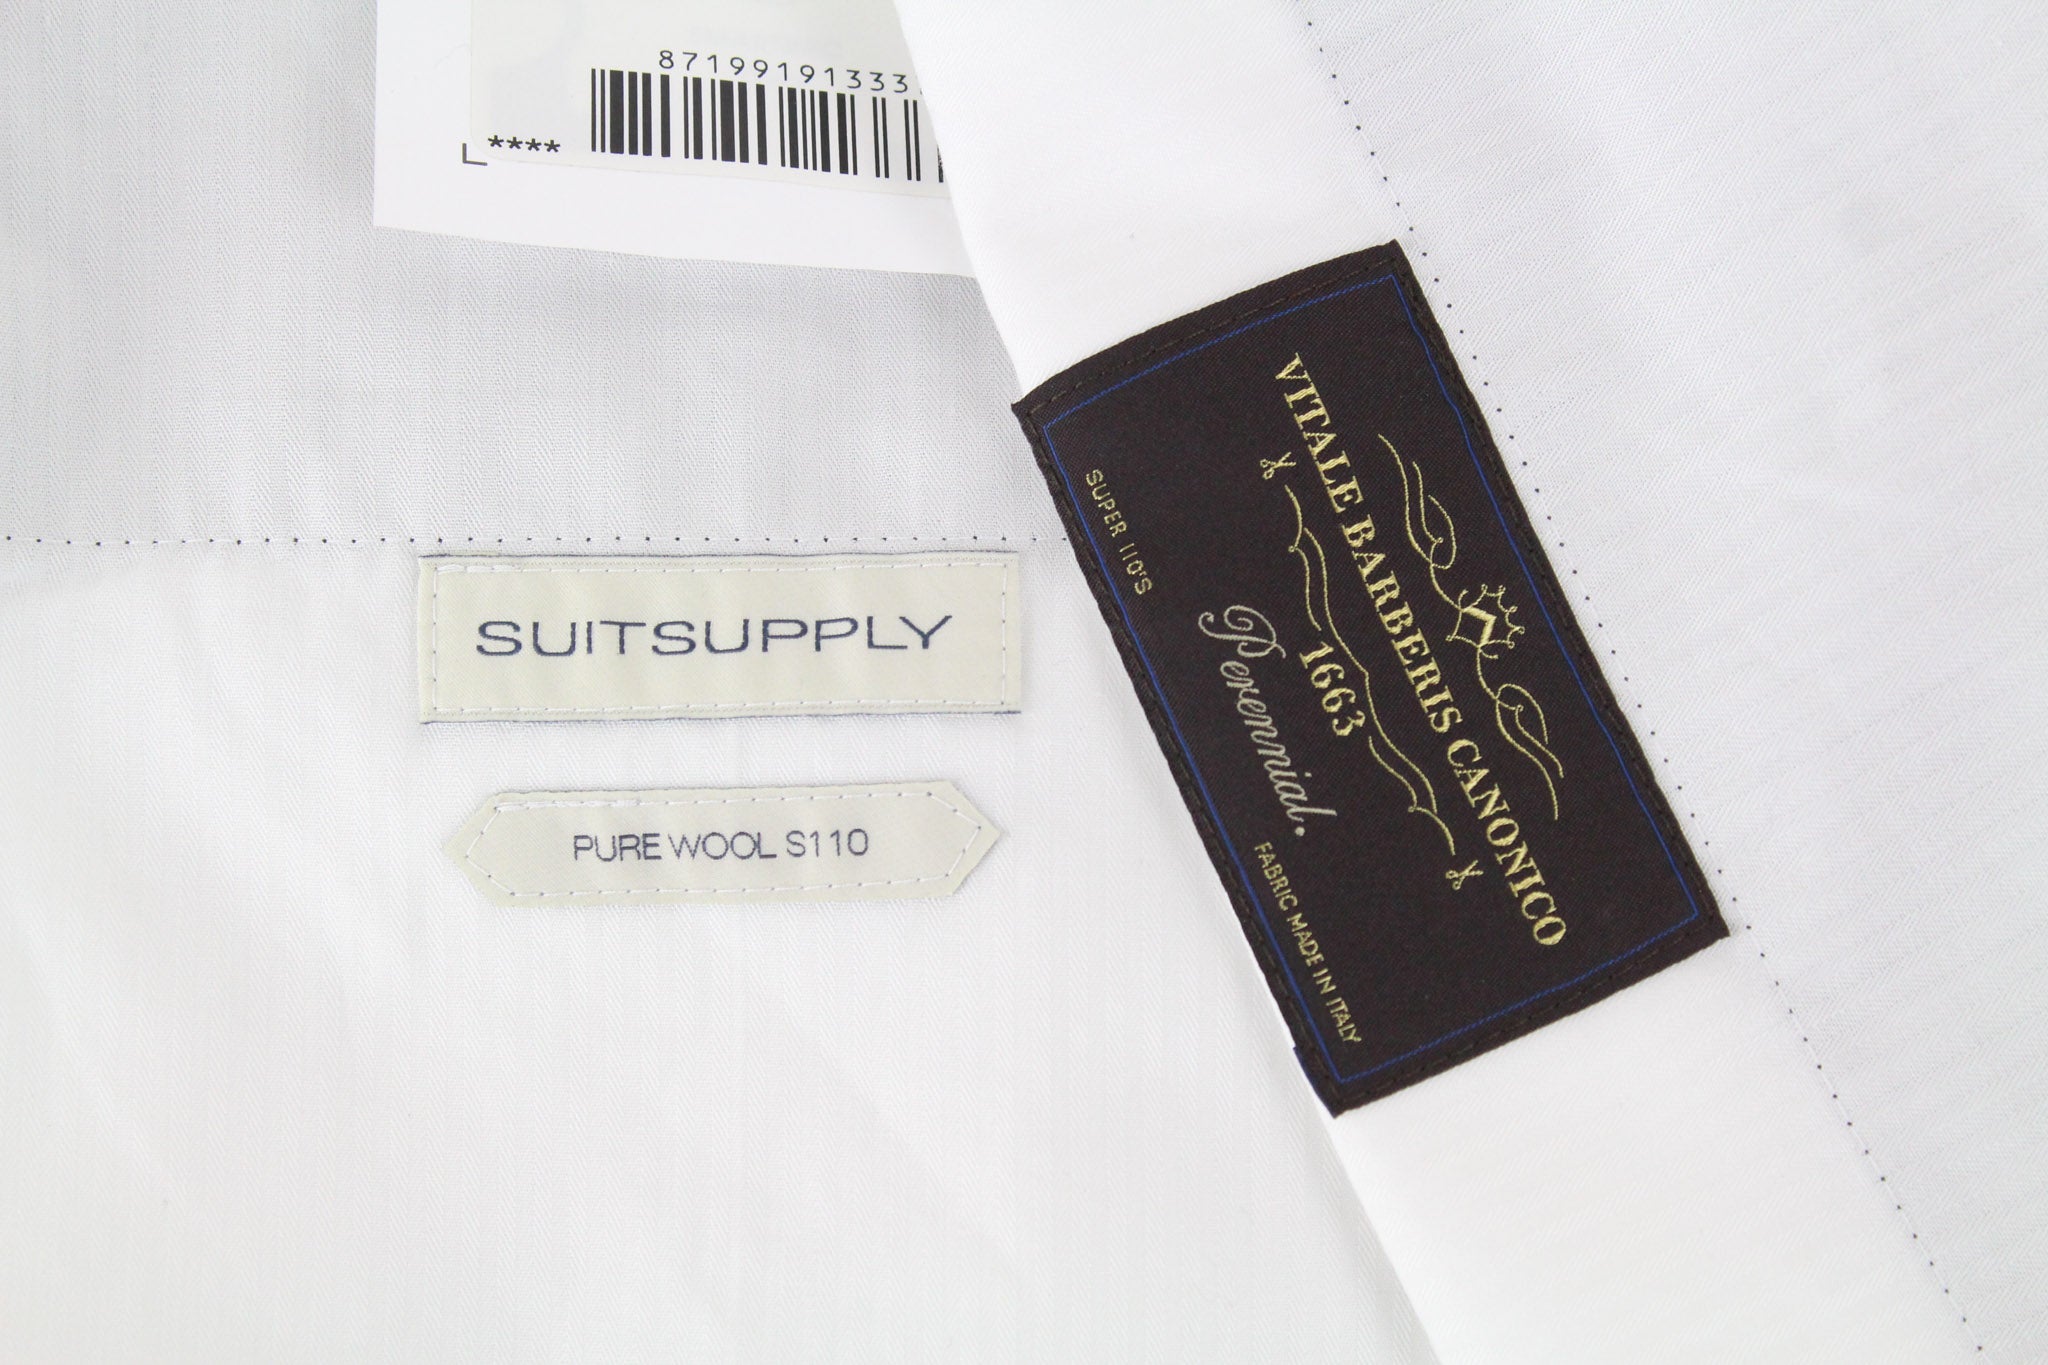 87199191333
****
SUITSUPPLY
PURE WOOL S110
VITALE BARBERIS CANONICO
1663
Perennial.
SUPER 110'S
FABRIC MADE IN ITALY